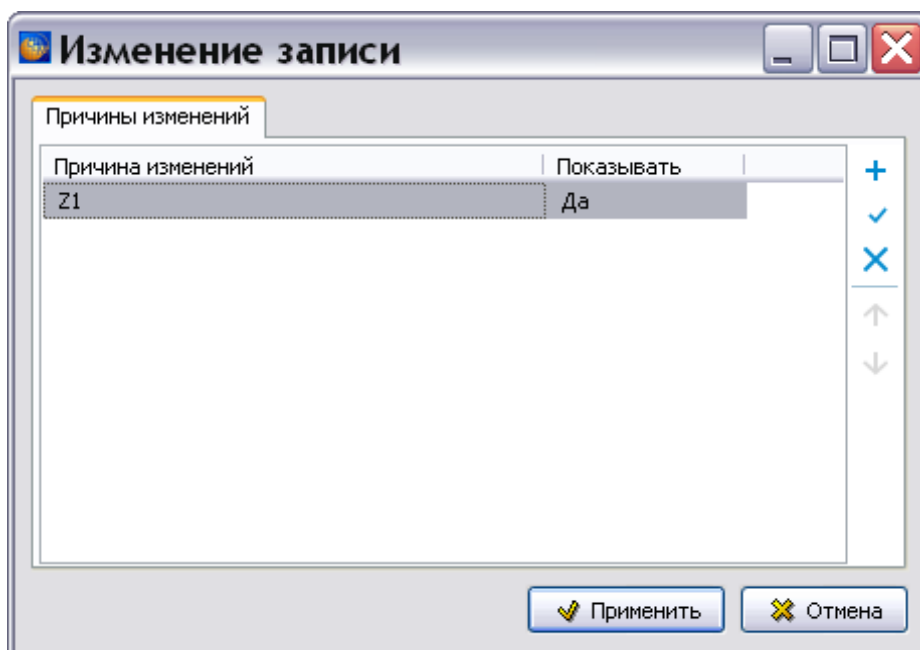 Изменение записи
Причины изменений
Причина изменений Показывать
Z1 Да
Применить Отмена